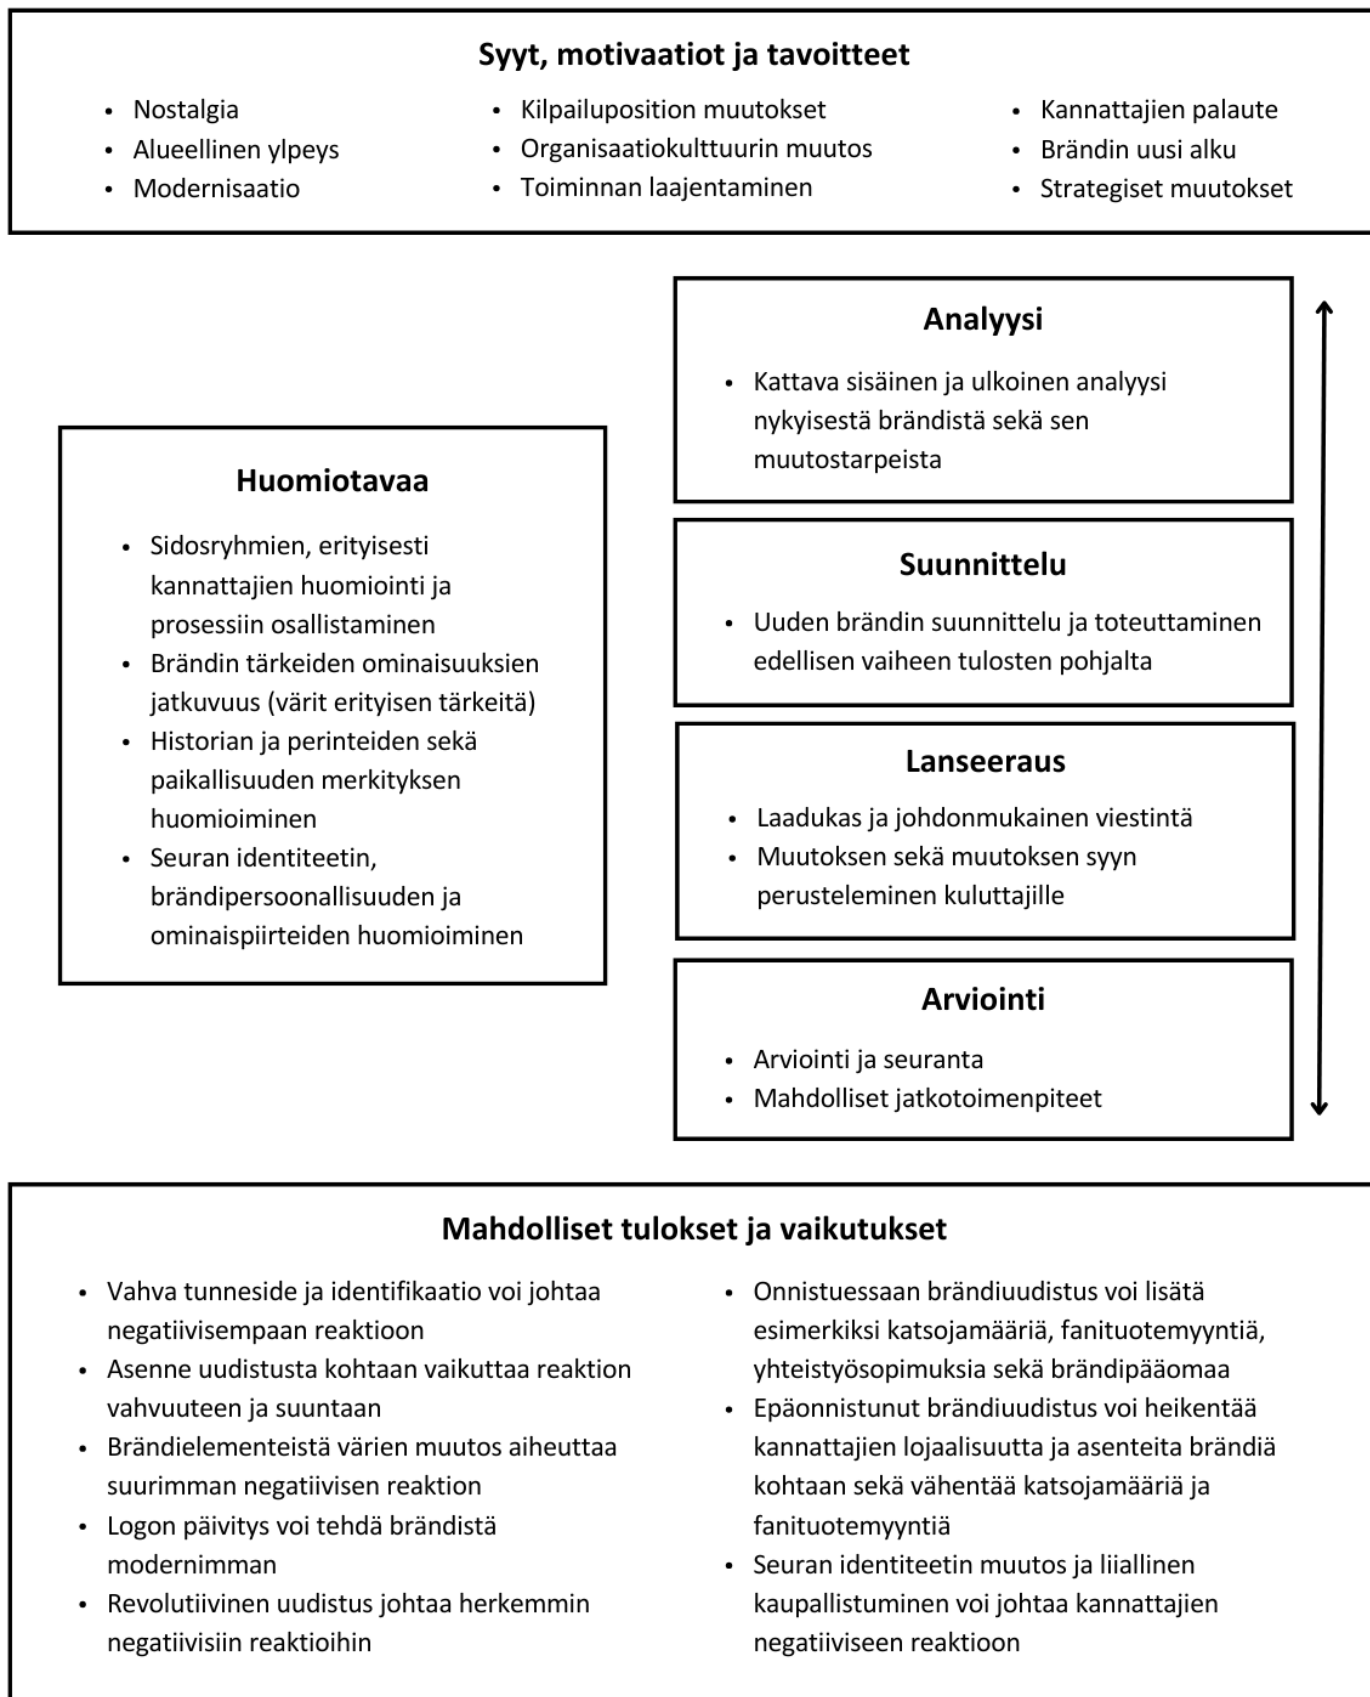 Syyt, motivaatiot ja tavoitteet
• Nostalgia
• Alueellinen ylpeys
• Modernisaatio
• Kilpailuposition muutokset
• Organisaatiokulttuurin muutos
• Toiminnan laajentaminen
• Kannattajien palaute
• Brändin uusi alku
• Strategiset muutokset
Huomiotavaa
• Sidosryhmien, erityisesti
kannattajien huomiointi ja
prosessiin osallistaminen
• Brändin tärkeiden ominaisuuksien
jatkuvuus (värit erityisen tärkeitä)
• Historian ja perinteiden sekä
paikallisuuden merkityksen
huomioiminen
• Seuran identiteetin,
brändipersoonallisuuden ja
ominaispiirteiden huomioiminen
Analyysi
• Kattava sisäinen ja ulkoinen analyysi
nykyisestä brändistä sekä sen
muutostarpeista
Suunnittelu
• Uuden brändin suunnittelu ja toteuttaminen
edellisen vaiheen tulosten pohjalta
Lanseeraus
• Laadukas ja johdonmukainen viestintä
• Muutoksen sekä muutoksen syyn
perusteleminen kuluttajille
Arviointi
• Arviointi ja seuranta
• Mahdolliset jatkotoimenpiteet
Mahdolliset tulokset ja vaikutukset
• Vahva tunneside ja identifikaatio voi johtaa
negatiivisempaan reaktioon
• Asenne uudistusta kohtaan vaikuttaa reaktion
vahvuuteen ja suuntaan
• Brändielementeistä värien muutos aiheuttaa
suurimman negatiivisen reaktion
• Logon päivitys voi tehdä brändistä
modernimman
• Revolutiivinen uudistus johtaa herkemmin
negatiivisiin reaktioihin
• Onnistuessaan brändiuudistus voi lisätä
esimerkiksi katsojamääriä, fanituotemyyntiä,
yhteistyösopimuksia sekä brändipääomaa
• Epäonnistunut brändiuudistus voi heikentää
kannattajien lojaalisuutta ja asenteita brändiä
kohtaan sekä vähentää katsojamääriä ja
fanituotemyyntiä
• Seuran identiteetin muutos ja liiallinen
kaupallistuminen voi johtaa kannattajien
negatiiviseen reaktioon